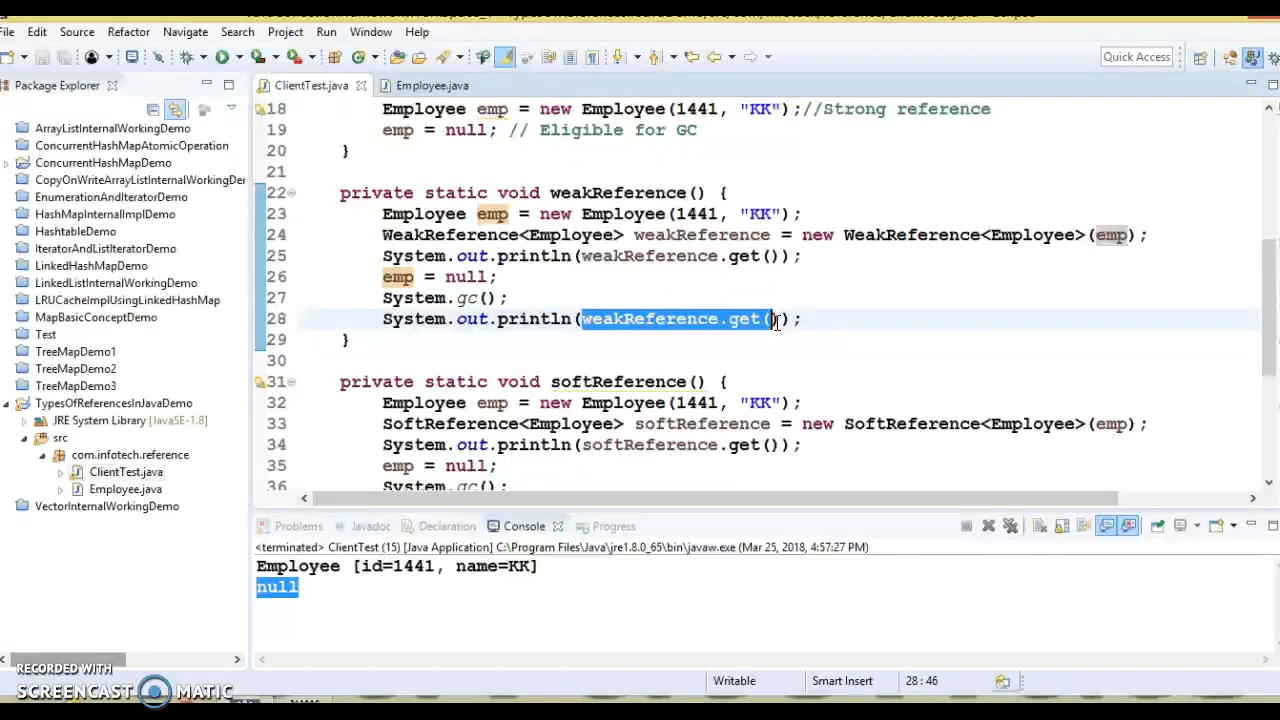 File Edit Source Refactor Navigate Search Project Run Window Help
Quick Access
Package Explorer
ClientTest.java
Employee.java
ArrayListInternalWorkingDemo
ConcurrentHashMapAtomicOperation
ConcurrentHashMapDemo
CopyOnWriteArrayListInternalWorkingDer
EnumerationAndIteratorDemo
HashMapInternalImplDemo
HashtableDemo
IteratorAndListIteratorDemo
LinkedHashMapDemo
LinkedListInternalWorkingDemo
LRUCacheImplUsingLinkedHashMap
MapBasicConceptDemo
Test
TreeMapDemo1
TreeMapDemo2
TreeMapDemo3
TypesOfReferencesInJavaDemo
JRE System Library [JavaSE-1.8]
src
com.infotech.reference
ClientTest.java
Employee.java
VectorInternalWorkingDemo
18 Employee emp = new Employee(1441, "KK");//Strong reference
19 emp = null; // Eligible for GC
20 }
21
22 private static void weakReference() {
23 Employee emp = new Employee(1441, "KK");
24 WeakReference<Employee> weakReference = new WeakReference<Employee>(emp);
25 System.out.println(weakReference.get());
26 emp = null;
27 System.gc();
28 System.out.println(weakReference.get());
29 }
30
31 private static void softReference() {
32 Employee emp = new Employee(1441, "KK");
33 SoftReference<Employee> softReference = new SoftReference<Employee>(emp);
34 System.out.println(softReference.get());
35 emp = null;
36 System.gc();
Problems Javadoc Declaration Console Progress
<terminated> ClientTest (15) [Java Application] C:\Program Files\Java\jre1.8.0_65\bin\javaw.exe (Mar 25, 2018, 4:57:27 PM)
Employee [id=1441, name=KK]
null
RECORDED WITH
SCREENCAST MATIC
Writable
Smart Insert
28 : 46